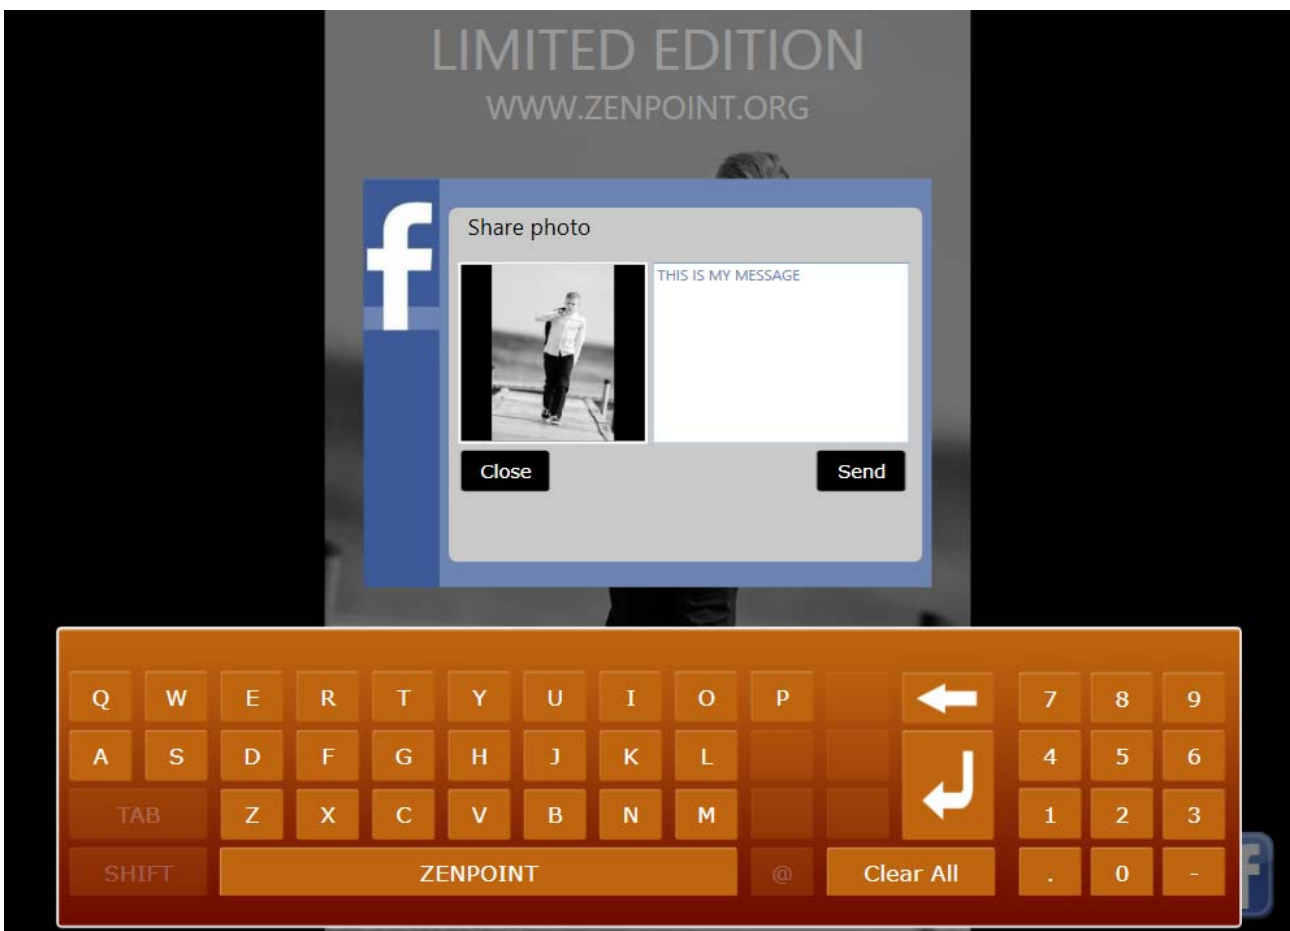 LIMITED EDITION
WWW.ZENPOINT.ORG
f
Share photo
THIS IS MY MESSAGE
Close Send
Q W E R T Y U I O P 7 8 9
A S D F G H J K L 4 5 6
TAB Z X C V B N M 1 2 3
SHIFT ZENPOINT @ Clear All . 0 -
f